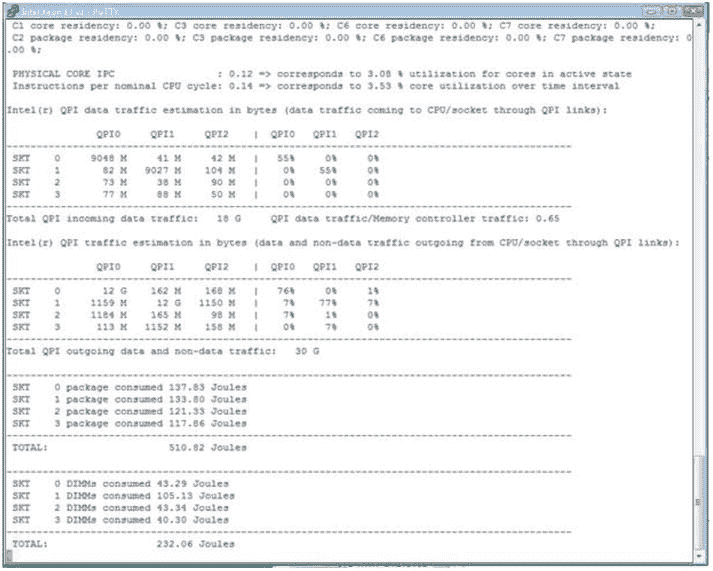 C1 core residency: 0.00 %; C3 core residency: 0.00 %; C6 core residency: 0.00 %; C7 core residency: 0.00 %;
C2 package residency: 0.00 %; C3 package residency: 0.00 %; C6 package residency: 0.00 %; C7 package residency: 0
.00 %;
PHYSICAL CORE IPC : 0.12 => corresponds to 3.08 % utilization for cores in active state
Instructions per nominal CPU cycle: 0.14 => corresponds to 3.53 % core utilization over time interval
Intel(r) QPI data traffic estimation in bytes (data traffic coming to CPU/socket through QPI links):
QPI0 QPI1 QPI2 | QPI0 QPI1 QPI2
SKT 0 9048 M 41 M 42 M | 55% 0% 0%
SKT 1 82 M 9027 M 104 M | 0% 55% 0%
SKT 2 73 M 38 M 90 M | 0% 0% 0%
SKT 3 77 M 88 M 50 M | 0% 0% 0%
Total QPI incoming data traffic: 18 G QPI data traffic/Memory controller traffic: 0.65
Intel(r) QPI traffic estimation in bytes (data and non-data traffic outgoing from CPU/socket through QPI links):
QPI0 QPI1 QPI2 | QPI0 QPI1 QPI2
SKT 0 12 G 162 M 168 M | 76% 0% 1%
SKT 1 1159 M 12 G 1150 M | 7% 77% 7%
SKT 2 1184 M 165 M 98 M | 7% 1% 0%
SKT 3 113 M 1152 M 158 M | 0% 7% 0%
Total QPI outgoing data and non-data traffic: 30 G
SKT 0 package consumed 137.83 Joules
SKT 1 package consumed 133.80 Joules
SKT 2 package consumed 121.33 Joules
SKT 3 package consumed 117.86 Joules
TOTAL: 510.82 Joules
SKT 0 DIMMs consumed 43.29 Joules
SKT 1 DIMMs consumed 105.13 Joules
SKT 2 DIMMs consumed 43.34 Joules
SKT 3 DIMMs consumed 40.30 Joules
TOTAL: 232.06 Joules